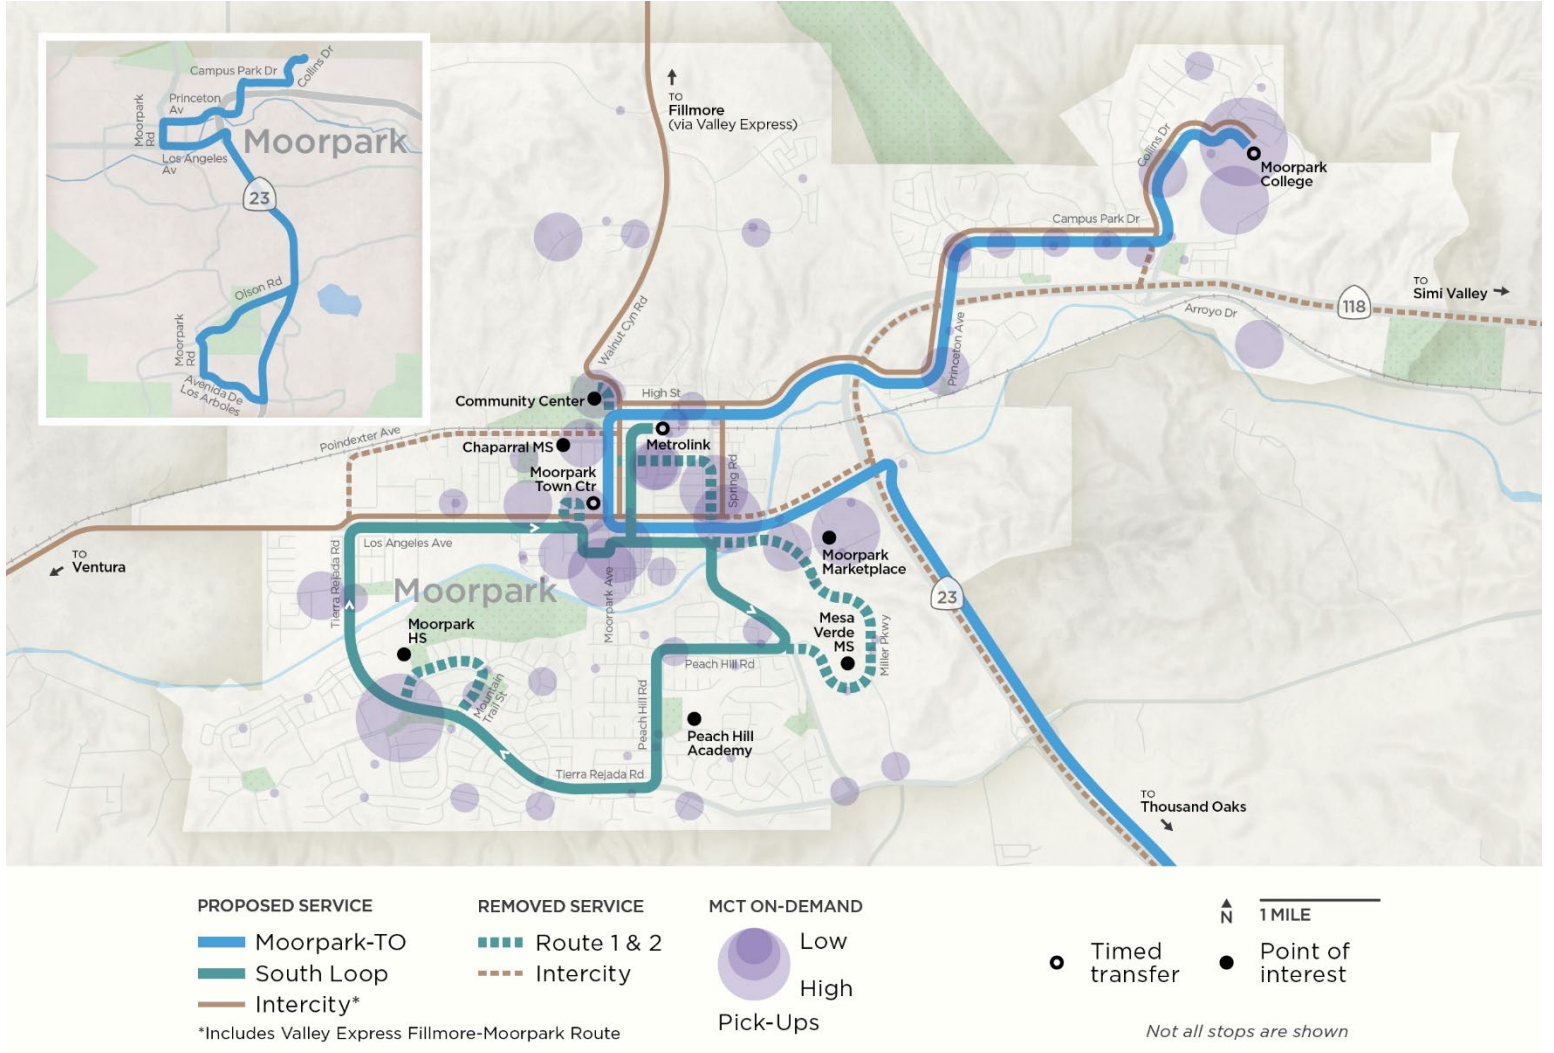 Campus Park Dr
Collins Dr
Princeton
Av
Moorpark
Rd
Moorpark
Los Angeles
Av
23
Olson Rd
Moorpark
Rd
Avenida De
Los Arboles
TO
Fillmore
(via Valley Express)
Collins Dr
Moorpark
College
Campus Park Dr
TO
Simi Valley
118
Arroyo Dr
Walnut Cyn Rd
Princeton Ave
Community Center
High St
Poindexter Ave
Chaparral MS
Metrolink
Moorpark
Town Ctr
Spring Rd
TO
Ventura
Los Angeles Ave
Tierra Rejada Rd
Moorpark
Moorpark Ave
Moorpark
Marketplace
23
Moorpark
HS
Mesa
Verde
MS
Miller Pkwy
Peach Hill Rd
Mountain
Trail St
Peach Hill Rd
Peach Hill
Academy
Tierra Rejada Rd
TO
Thousand Oaks
PROPOSED SERVICE
Moorpark-TO
South Loop
Intercity*
*Includes Valley Express Fillmore-Moorpark Route
REMOVED SERVICE
Route 1 & 2
Intercity
MCT ON-DEMAND
Low
High
Pick-Ups
N
1 MILE
Timed
transfer
Point of
interest
Not all stops are shown